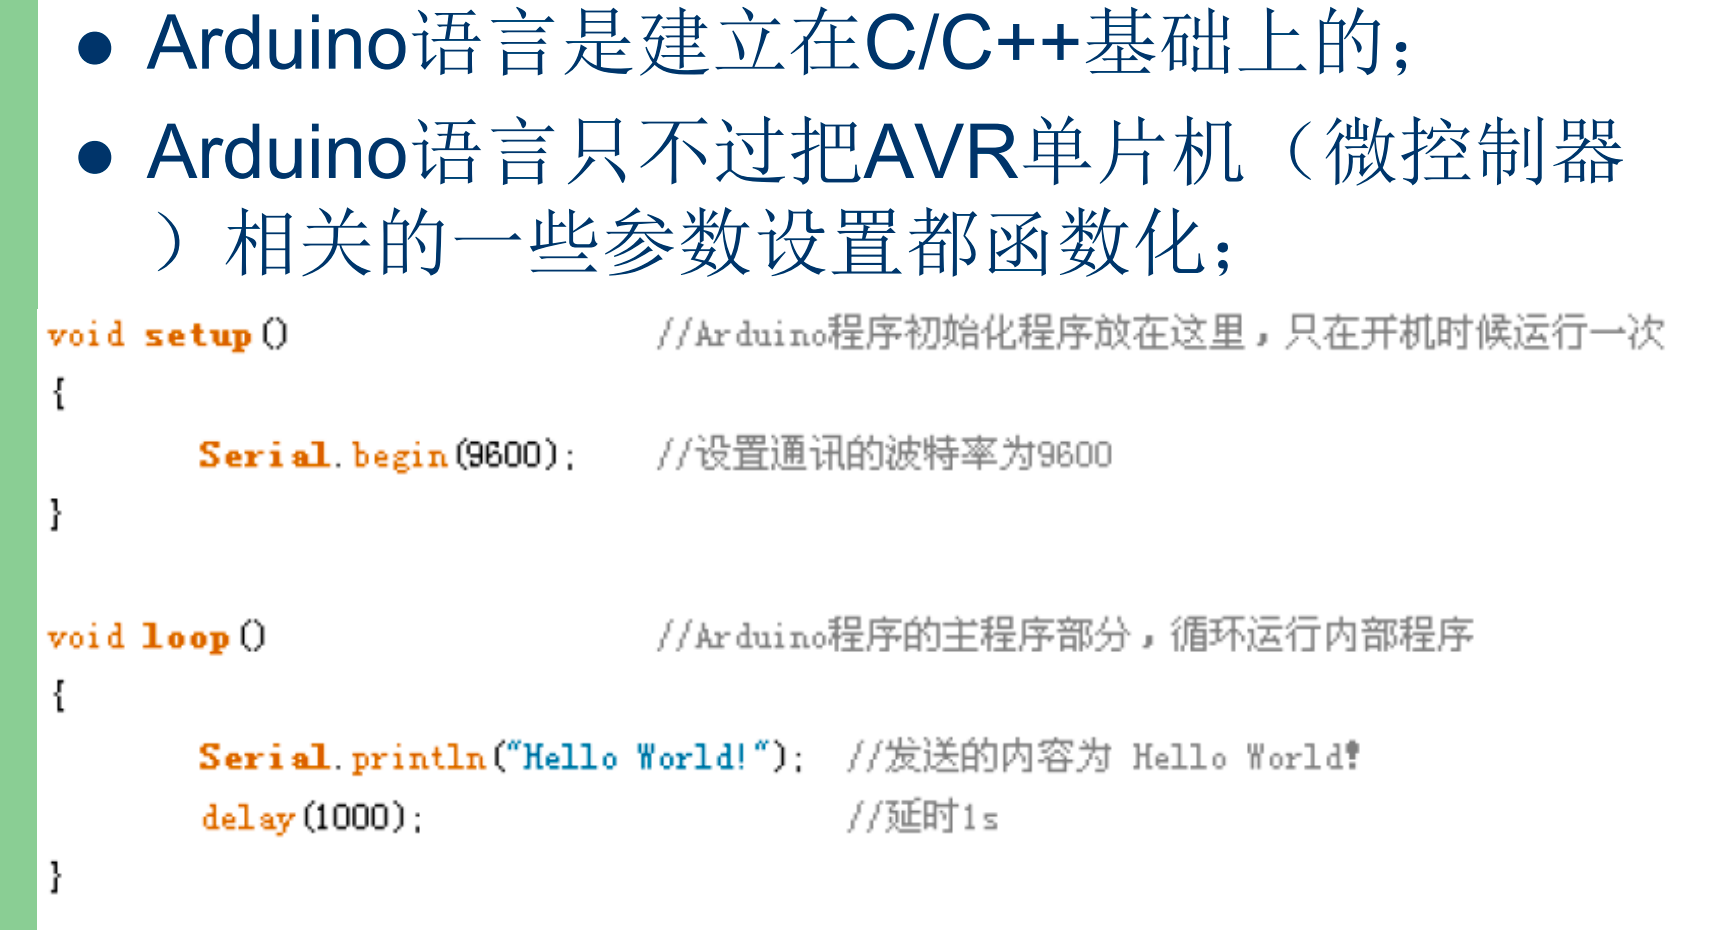 ● Arduino语言是建立在C/C++基础上的；
● Arduino语言只不过把AVR单片机（微控制器
）相关的一些参数设置都函数化；
void setup() //Arduino程序初始化程序放在这里，只在开机时候运行一次
{
Serial.begin(9600); //设置通讯的波特率为9600
}
void loop() //Arduino程序的主程序部分，循环运行内部程序
{
Serial.println("Hello World!"); //发送的内容为 Hello World!
delay(1000); //延时1s
}